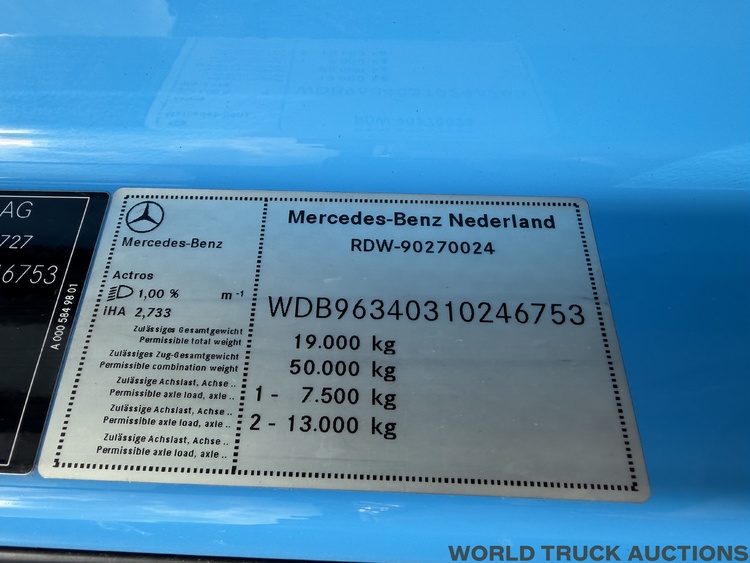 AG
727
16753
A 000 584 98 01
Mercedes-Benz
Actros
1,00 % m⁻¹
iHA 2,733
Zulässiges Gesamtgewicht
Permissible total weight
Zulässiges Zug-Gesamtgewicht
Permissible combination weight
Zulässige Achslast, Achse ..
Permissible axle load, axle ..
Zulässige Achslast, Achse ..
Permissible axle load, axle ..
Zulässige Achslast, Achse ..
Permissible axle load, axle ..
Mercedes-Benz Nederland
RDW-90270024
WDB96340310246753
19.000 kg
50.000 kg
1 - 7.500 kg
2 - 13.000 kg
WORLD TRUCK AUCTIONS